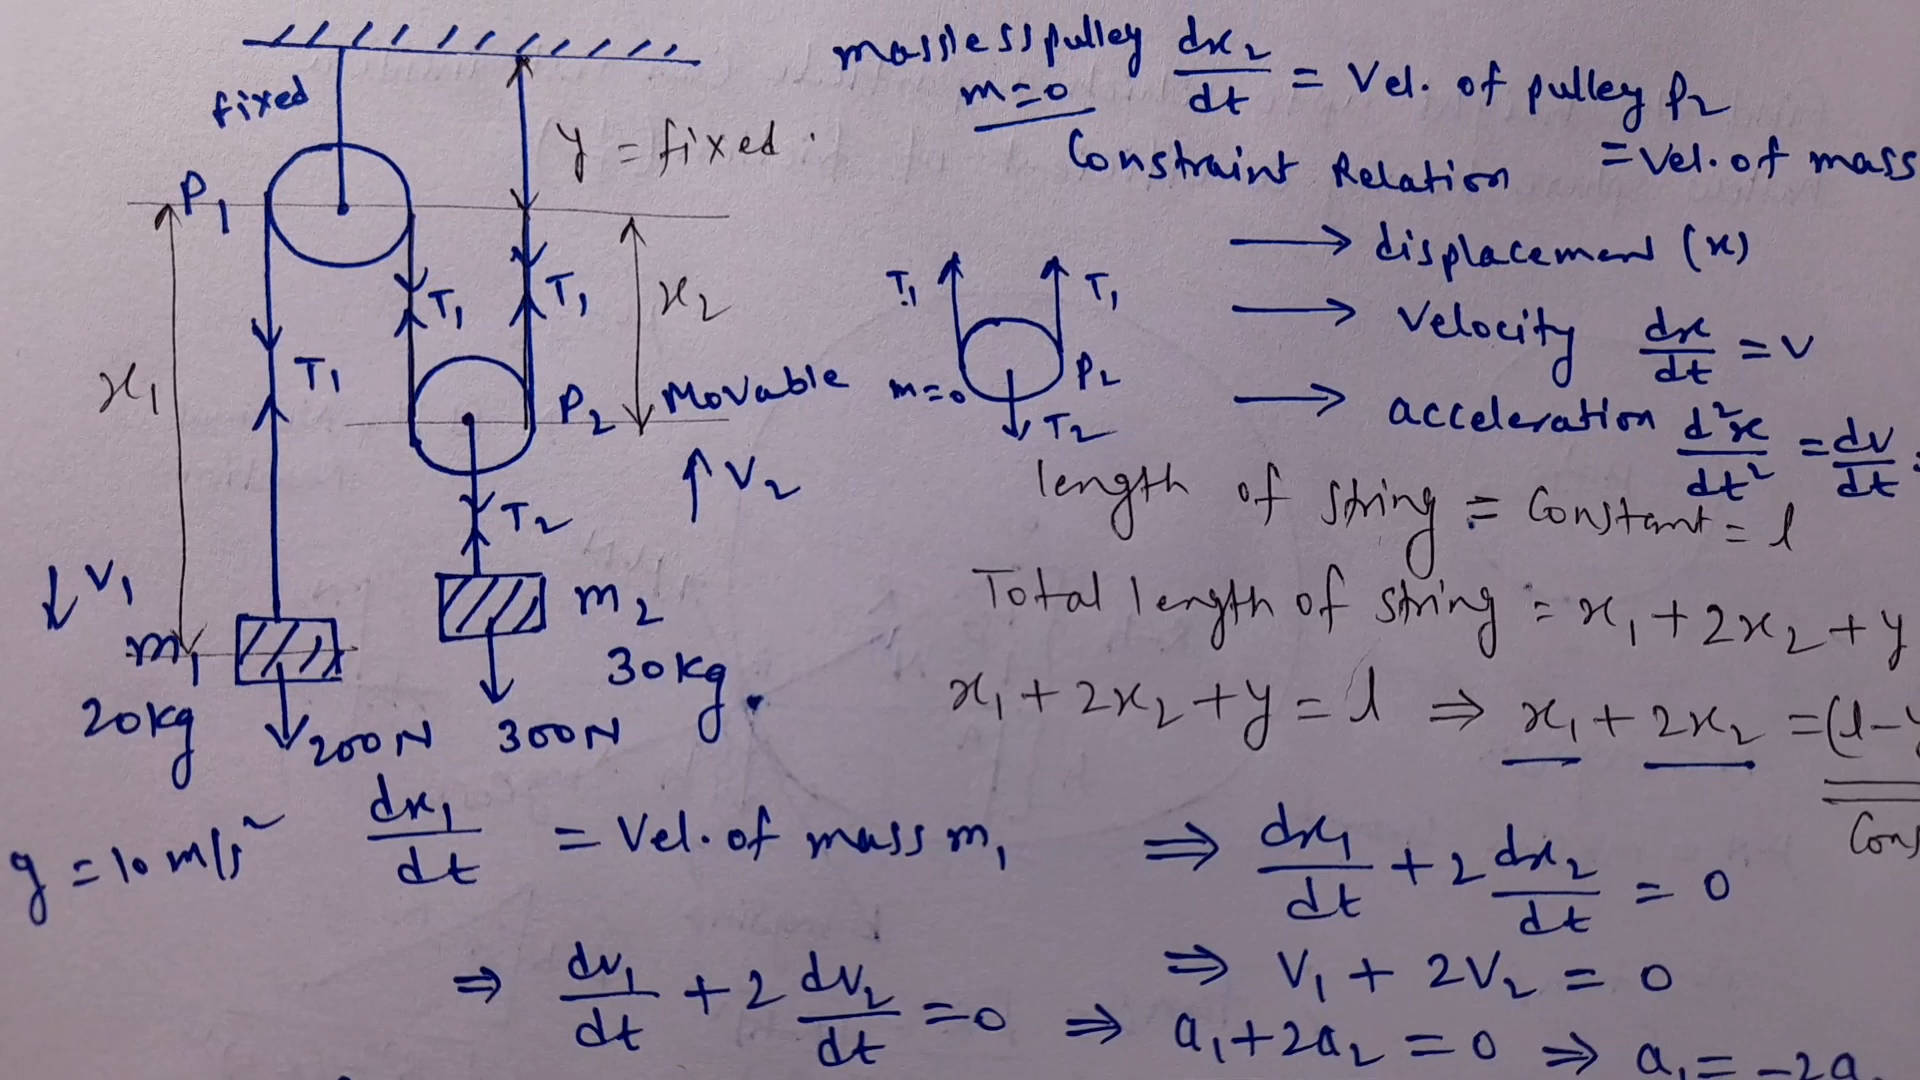 fixed
P₁
y = fixed
x₁
T₁
T₁
T₁
x₂
P₂
Movable
↑ V₂
T₂
↓ V₁
m₁
20kg
200N
m₂
30kg
300N
g = 10 m/s²
massless pulley
m=0
dx₂/dt = Vel. of pulley P₂
= Vel. of mass
Constraint Relation
→ displacement (x)
→ Velocity dx/dt = v
→ acceleration d²x/dt² = dv/dt
T₁
T₁
P₂
m=0
T₂
length of string = Constant = l
Total length of string = x₁ + 2x₂ + y
x₁ + 2x₂ + y = l ⇒ x₁ + 2x₂ = (l-y
Cons
dx₁/dt = Vel. of mass m₁
⇒ dx₁/dt + 2 dx₂/dt = 0
⇒ V₁ + 2V₂ = 0
⇒ dv₁/dt + 2 dv₂/dt = 0 ⇒ a₁ + 2a₂ = 0 ⇒ a₁ = -2a